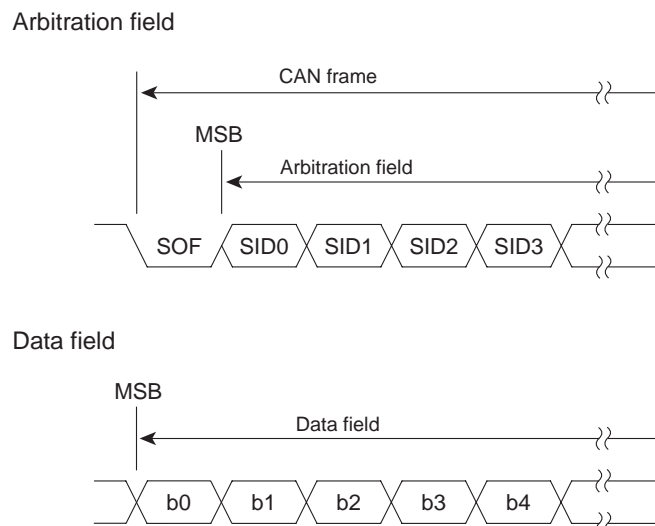 Arbitration field
CAN frame
MSB
Arbitration field
SOF SID0 SID1 SID2 SID3
Data field
MSB
Data field
b0 b1 b2 b3 b4